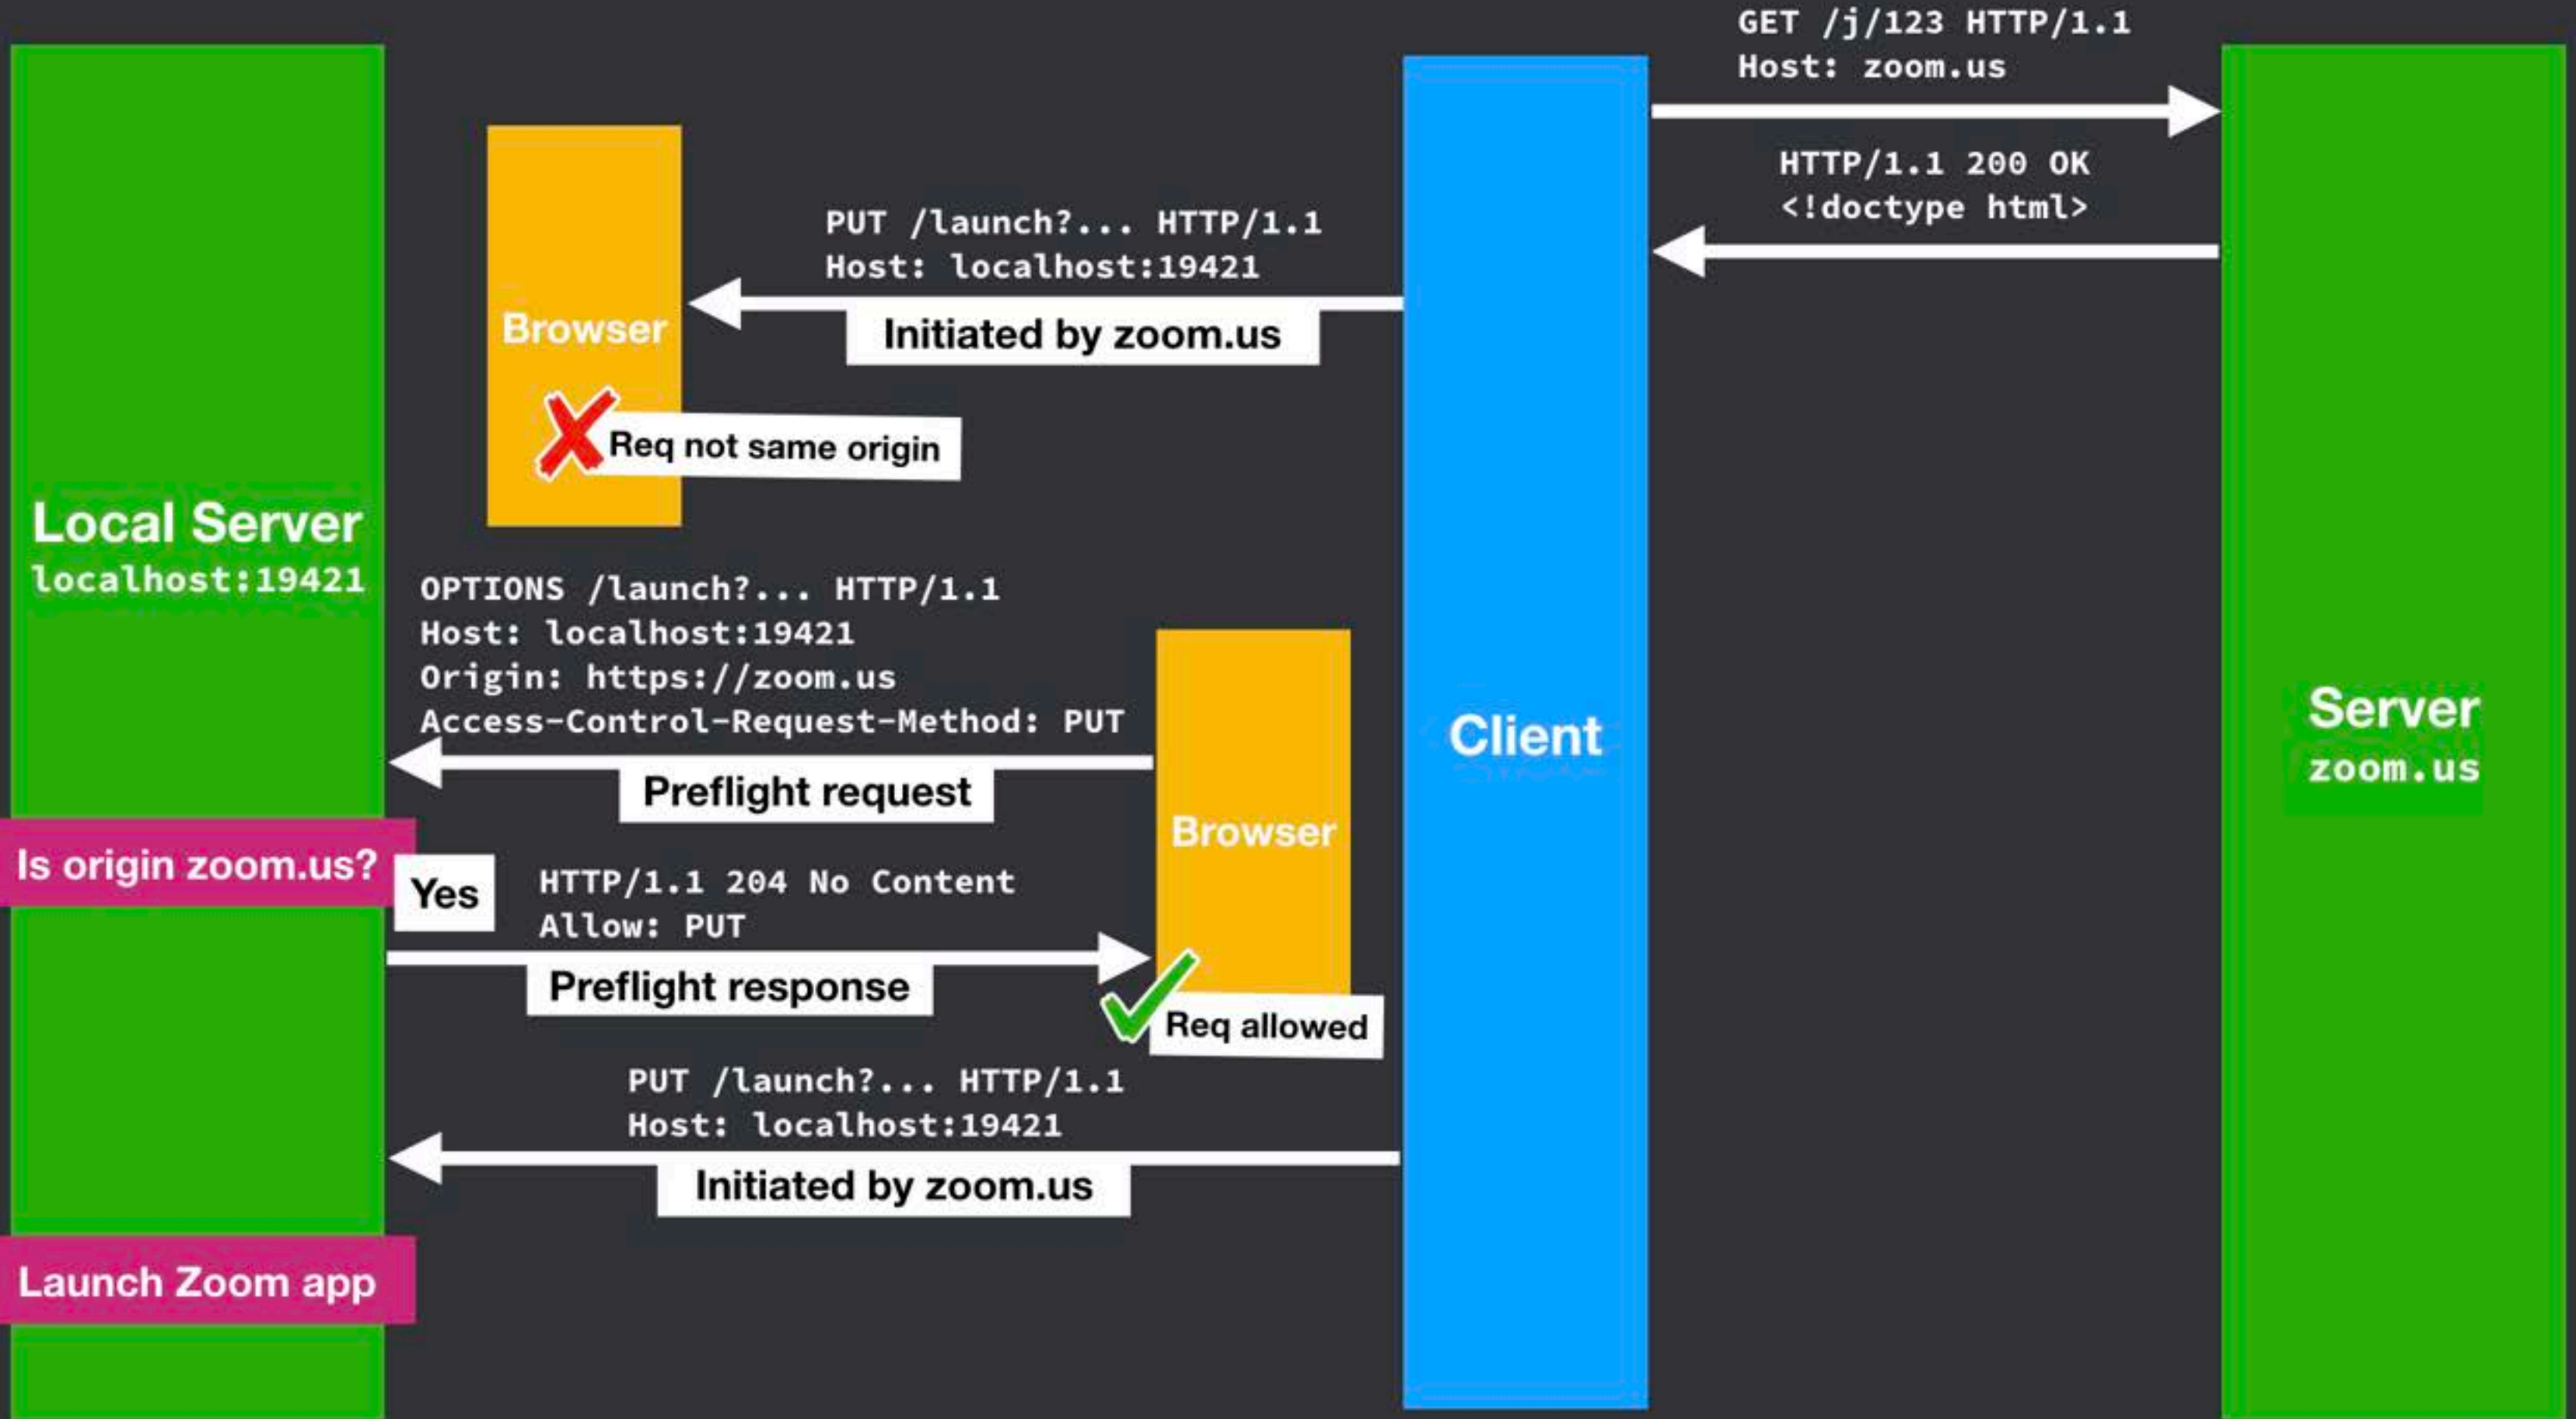 GET /j/123 HTTP/1.1
Host: zoom.us
HTTP/1.1 200 OK
<!doctype html>
PUT /launch?... HTTP/1.1
Host: localhost:19421
Initiated by zoom.us
Browser
Req not same origin
Local Server
localhost:19421
OPTIONS /launch?... HTTP/1.1
Host: localhost:19421
Origin: https://zoom.us
Access-Control-Request-Method: PUT
Preflight request
Browser
Client
Server
zoom.us
Is origin zoom.us?
Yes
HTTP/1.1 204 No Content
Allow: PUT
Preflight response
Req allowed
PUT /launch?... HTTP/1.1
Host: localhost:19421
Initiated by zoom.us
Launch Zoom app